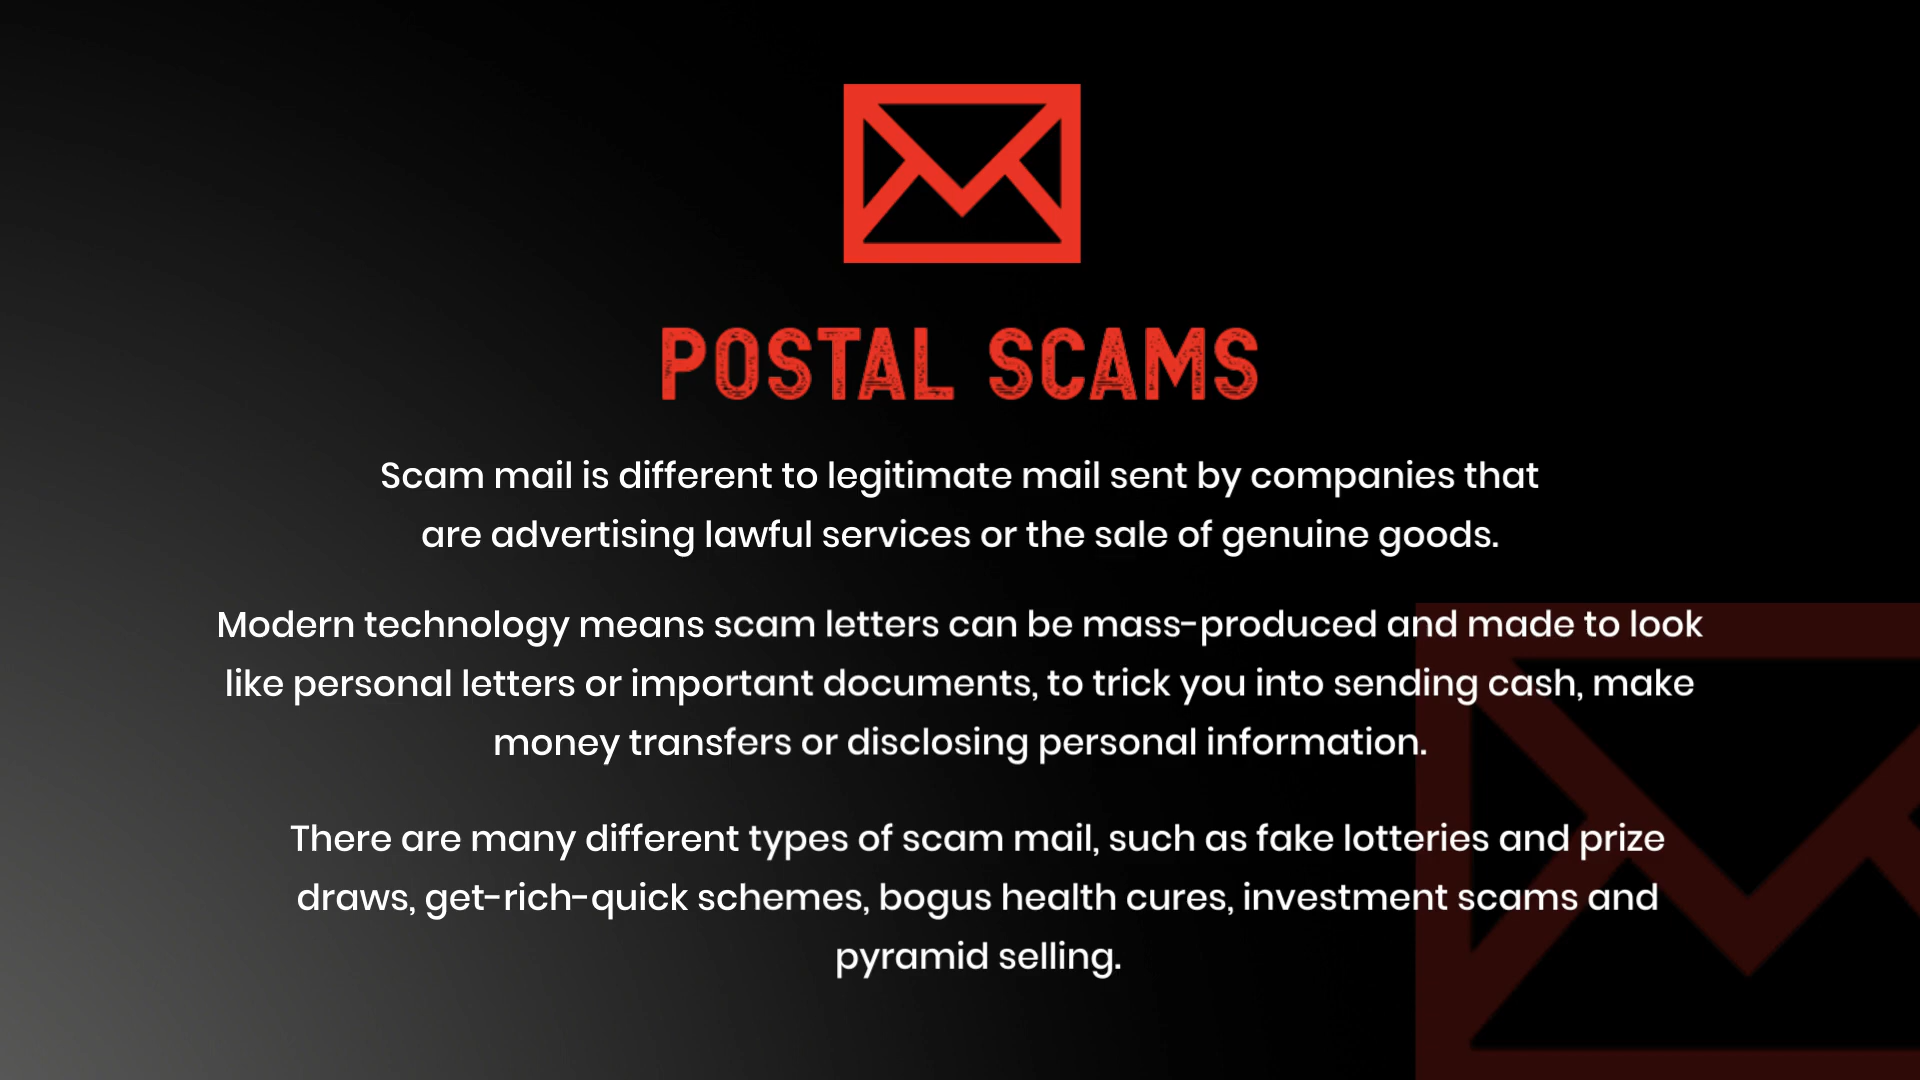 POSTAL SCAMS
Scam mail is different to legitimate mail sent by companies that
are advertising lawful services or the sale of genuine goods.
Modern technology means scam letters can be mass-produced and made to look
like personal letters or important documents, to trick you into sending cash, make
money transfers or disclosing personal information.
There are many different types of scam mail, such as fake lotteries and prize
draws, get-rich-quick schemes, bogus health cures, investment scams and
pyramid selling.